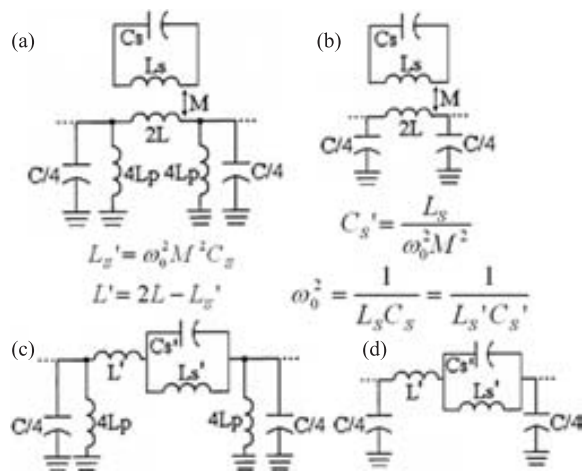 (a)
Cs
Ls
M
2L
C/4
4Lp
4Lp
C/4
(b)
Cs
Ls
M
2L
C/4
C/4
Ls' = ω₀²M²Cs
L' = 2L – Ls'
Cs' = Ls / ω₀²M²
ω₀² = 1 / LsCs = 1 / Ls'Cs'
(c)
L'
Cs'
Ls'
C/4
4Lp
4Lp
C/4
(d)
L'
Cs'
Ls'
C/4
C/4